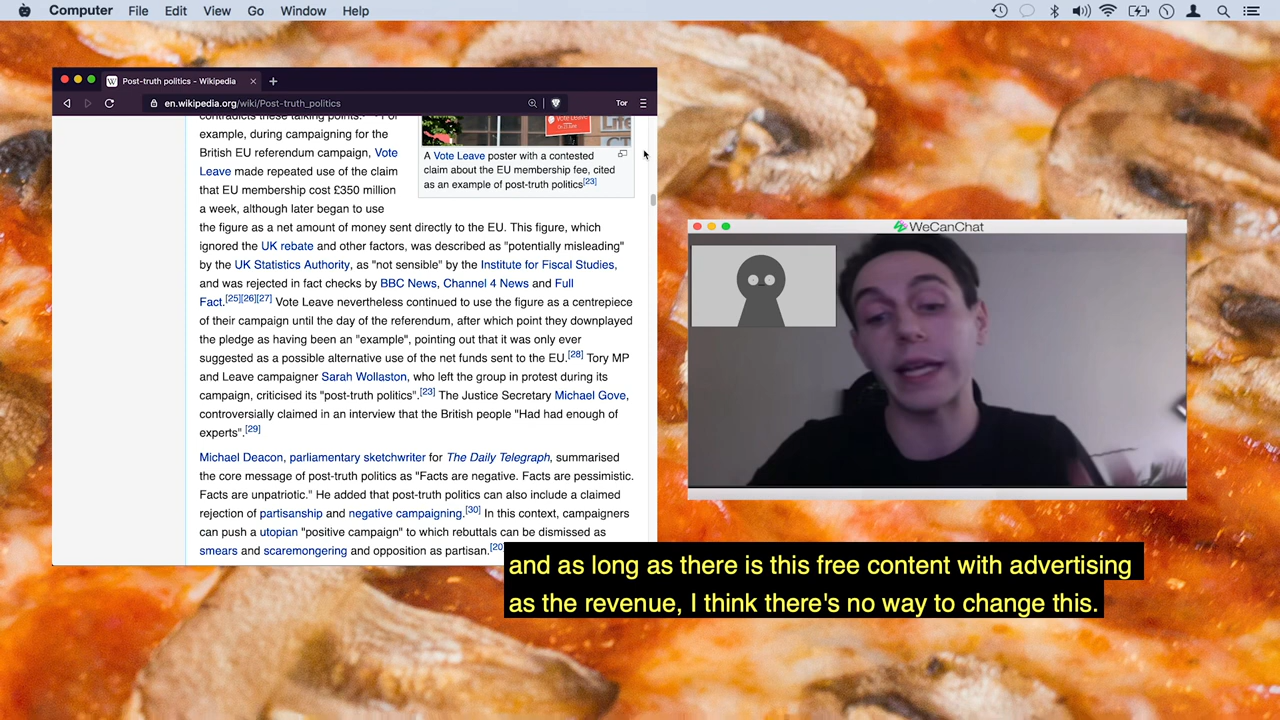 Computer File Edit View Go Window Help
Post-truth politics - Wikipedia
en.wikipedia.org/wiki/Post-truth_politics
Tor
contradicts these talking points. For
example, during campaigning for the
British EU referendum campaign, Vote
Leave made repeated use of the claim
that EU membership cost £350 million
a week, although later began to use
the figure as a net amount of money sent directly to the EU. This figure, which
ignored the UK rebate and other factors, was described as "potentially misleading"
by the UK Statistics Authority, as "not sensible" by the Institute for Fiscal Studies,
and was rejected in fact checks by BBC News, Channel 4 News and Full
Fact.[25][26][27] Vote Leave nevertheless continued to use the figure as a centrepiece
of their campaign until the day of the referendum, after which point they downplayed
the pledge as having been an "example", pointing out that it was only ever
suggested as a possible alternative use of the net funds sent to the EU.[28] Tory MP
and Leave campaigner Sarah Wollaston, who left the group in protest during its
campaign, criticised its "post-truth politics".[23] The Justice Secretary Michael Gove,
controversially claimed in an interview that the British people "Had had enough of
experts".[29]
Michael Deacon, parliamentary sketchwriter for The Daily Telegraph, summarised
the core message of post-truth politics as "Facts are negative. Facts are pessimistic.
Facts are unpatriotic." He added that post-truth politics can also include a claimed
rejection of partisanship and negative campaigning.[30] In this context, campaigners
can push a utopian "positive campaign" to which rebuttals can be dismissed as
smears and scaremongering and opposition as partisan.
A Vote Leave poster with a contested
claim about the EU membership fee, cited
as an example of post-truth politics[23]
WeCanChat
and as long as there is this free content with advertising
as the revenue, I think there's no way to change this.